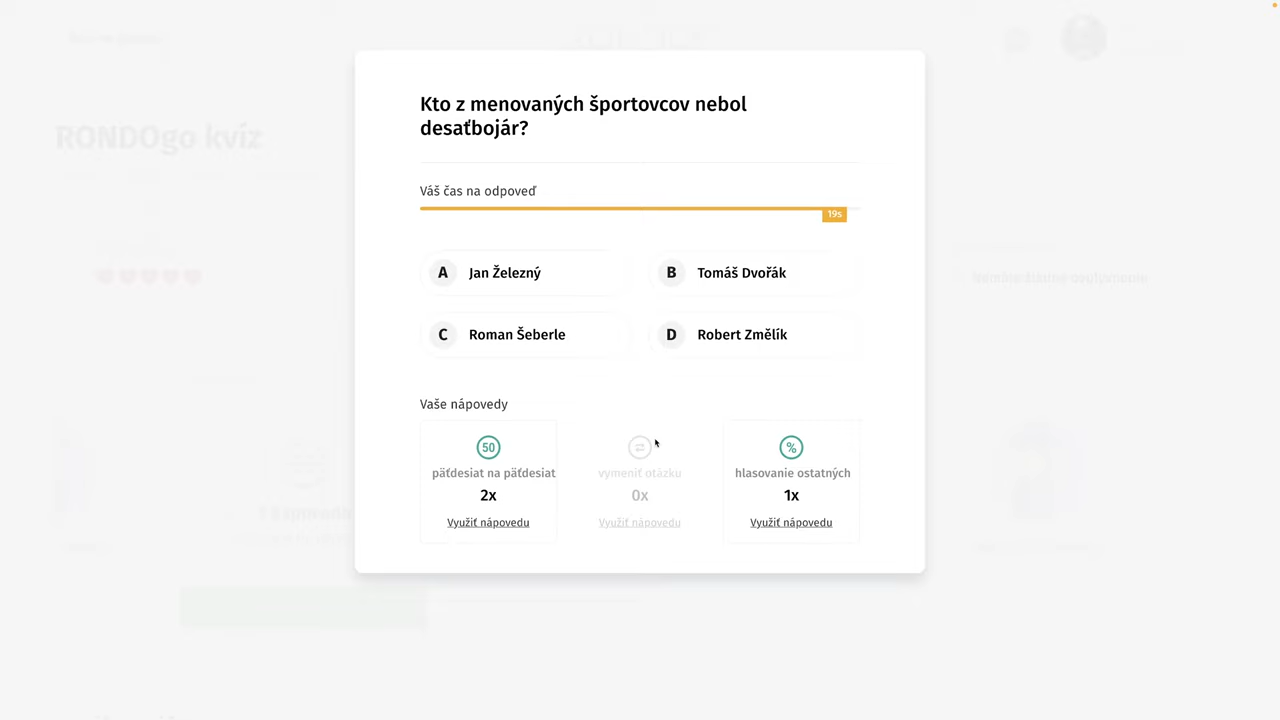 RONDOgo kvíz
Kto z menovaných športovcov nebol
desaťbojár?
Váš čas na odpoveď
19s
A Jan Železný
B Tomáš Dvořák
C Roman Šeberle
D Robert Změlík
Vaše nápovedy
50
päťdesiat na päťdesiat
2x
Využiť nápovedu
vymeniť otázku
0x
Využiť nápovedu
%
hlasovanie ostatných
1x
Využiť nápovedu